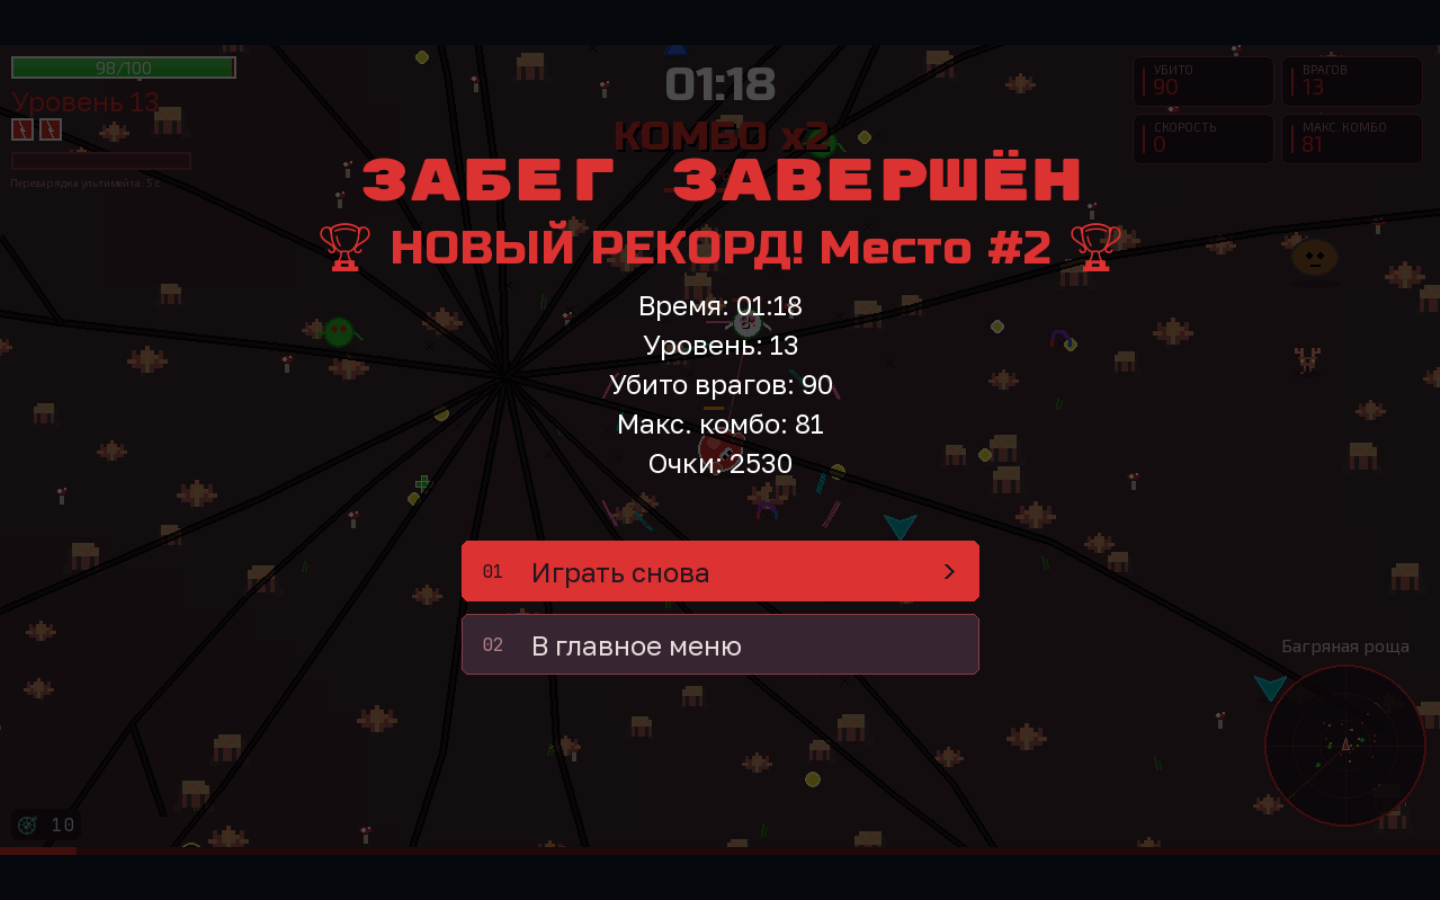 98/100
Уровень 13
Перезарядка ультимейта: 5с
01:18
КОМБО x2
УБИТО
90
ВРАГОВ
13
СКОРОСТЬ
0
МАКС. КОМБО
81
ЗАБЕГ ЗАВЕРШЁН
НОВЫЙ РЕКОРД! Место #2
Время: 01:18
Уровень: 13
Убито врагов: 90
Макс. комбо: 81
Очки: 2530
01 Играть снова >
02 В главное меню
Багряная роща
10